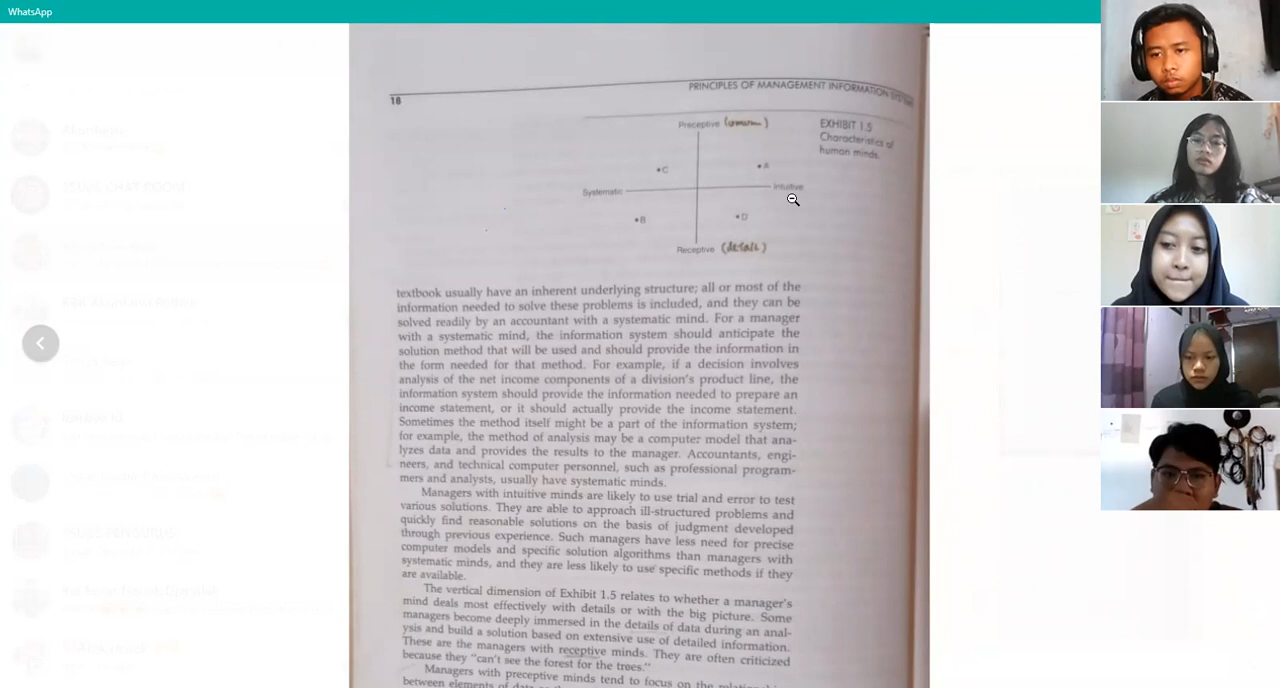 WhatsApp
PRINCIPLES OF MANAGEMENT INFORMATION
18
Preceptive (umum)
EXHIBIT 1.5
Characteristics of
human minds.
•C
•A
Systematic
Intuitive
•B
•D
Receptive (detail)
textbook usually have an inherent underlying structure; all or most of the
information needed to solve these problems is included, and they can be
solved readily by an accountant with a systematic mind. For a manager
with a systematic mind, the information system should anticipate the
solution method that will be used and should provide the information in
the form needed for that method. For example, if a decision involves
analysis of the net income components of a division's product line, the
information system should provide the information needed to prepare an
income statement, or it should actually provide the income statement.
Sometimes the method itself might be a part of the information system;
for example, the method of analysis may be a computer model that ana-
lyzes data and provides the results to the manager. Accountants, engi-
neers, and technical computer personnel, such as professional program-
mers and analysts, usually have systematic minds.
Managers with intuitive minds are likely to use trial and error to test
various solutions. They are able to approach ill-structured problems and
quickly find reasonable solutions on the basis of judgment developed
through previous experience. Such managers have less need for precise
computer models and specific solution algorithms than managers with
systematic minds, and they are less likely to use specific methods if they
are available.
The vertical dimension of Exhibit 1.5 relates to whether a manager's
mind deals most effectively with details or with the big picture. Some
managers become deeply immersed in the details of data during an anal-
ysis and build a solution based on extensive use of detailed information.
These are the managers with receptive minds. They are often criticized
because they "can't see the forest for the trees."
Managers with preceptive minds tend to focus on the
between elements of data